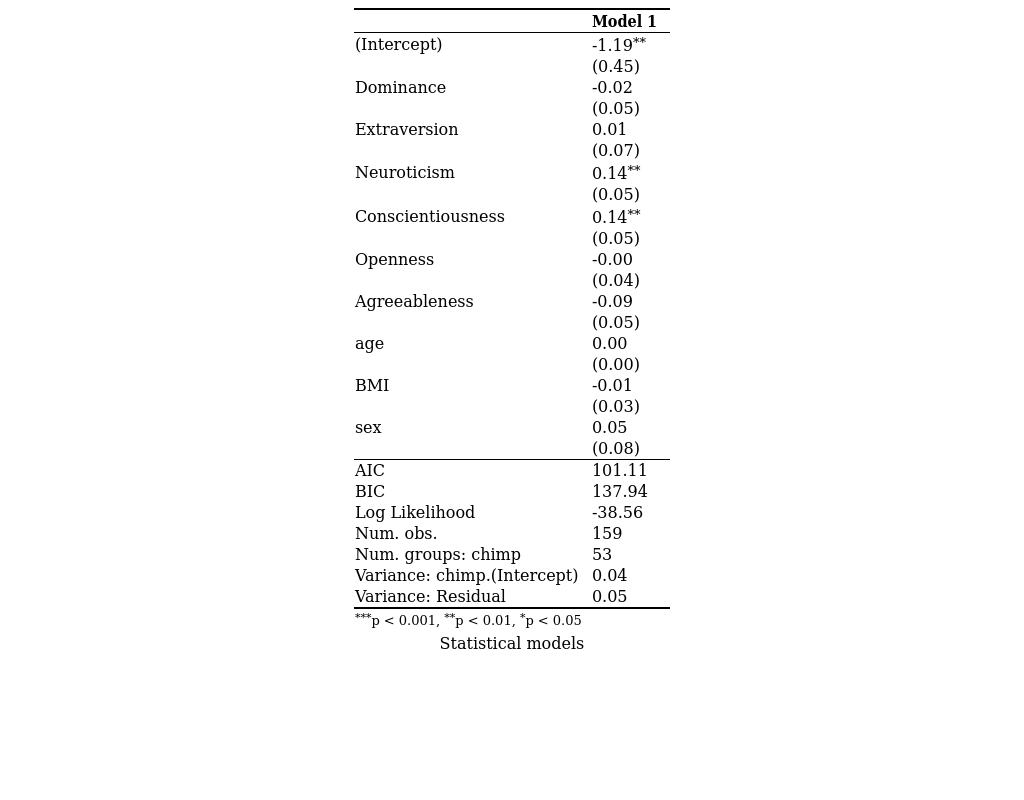 Model 1
(Intercept) -1.19**
(0.45)
Dominance -0.02
(0.05)
Extraversion 0.01
(0.07)
Neuroticism 0.14**
(0.05)
Conscientiousness 0.14**
(0.05)
Openness -0.00
(0.04)
Agreeableness -0.09
(0.05)
age 0.00
(0.00)
BMI -0.01
(0.03)
sex 0.05
(0.08)
AIC 101.11
BIC 137.94
Log Likelihood -38.56
Num. obs. 159
Num. groups: chimp 53
Variance: chimp.(Intercept) 0.04
Variance: Residual 0.05
***p < 0.001, **p < 0.01, *p < 0.05
Statistical models